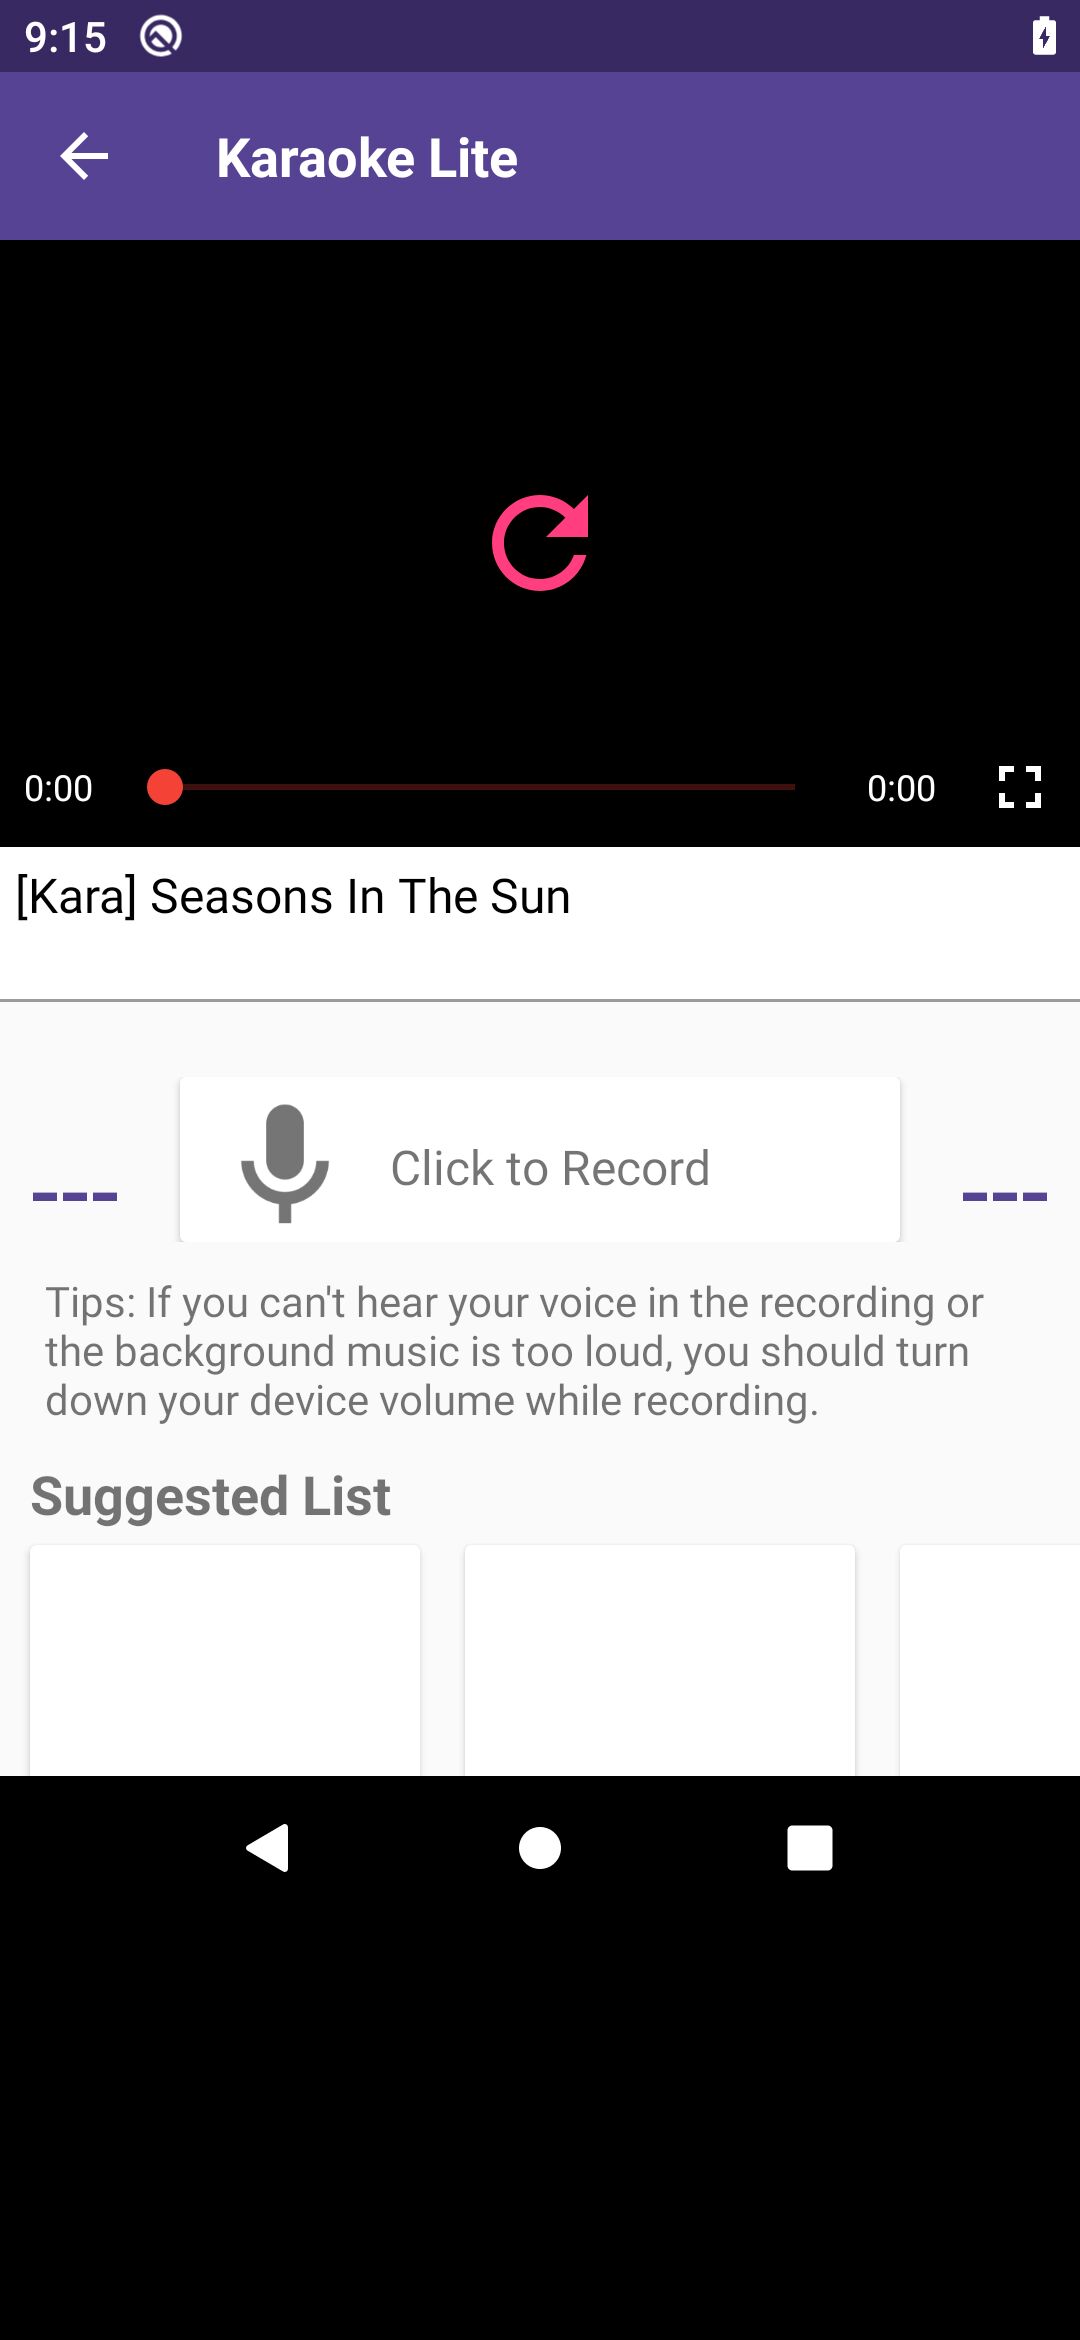 9:15
Karaoke Lite
0:00
0:00
[Kara] Seasons In The Sun
---
Click to Record
---
Tips: If you can't hear your voice in the recording or
the background music is too loud, you should turn
down your device volume while recording.
Suggested List